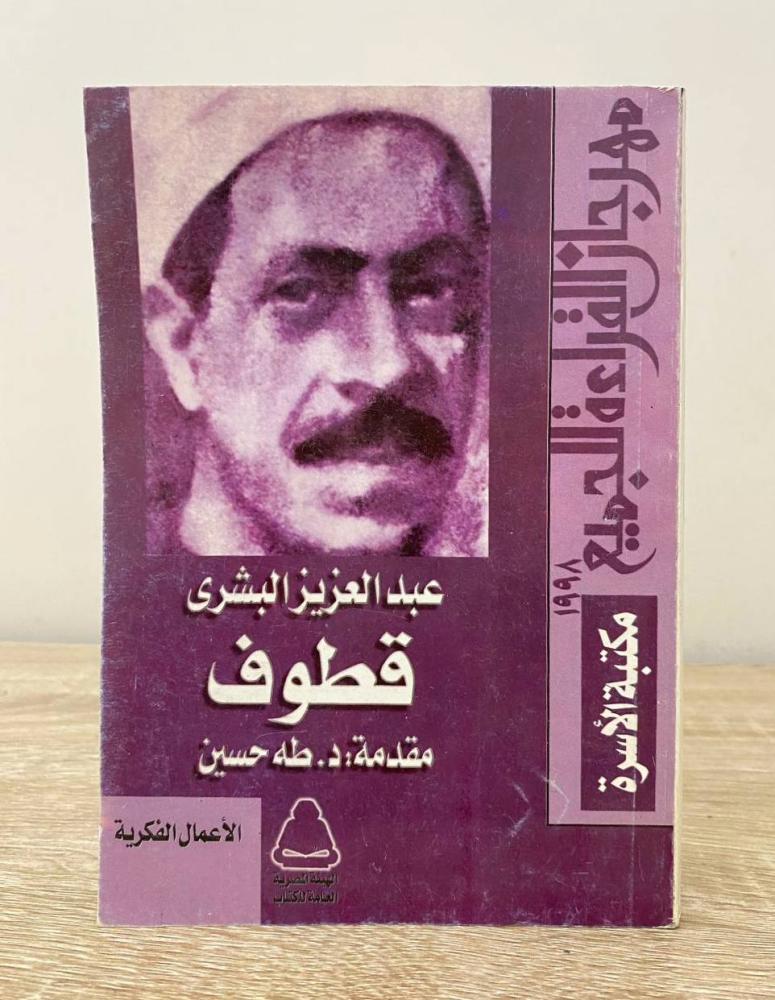 مهرجان القراءة للجميع
١٩٩٨
مكتبة الأسرة
عبد العزيز البشرى
قطوف
مقدمة: د. طه حسين
الأعمال الفكرية
الهيئة المصرية
العامة للكتاب